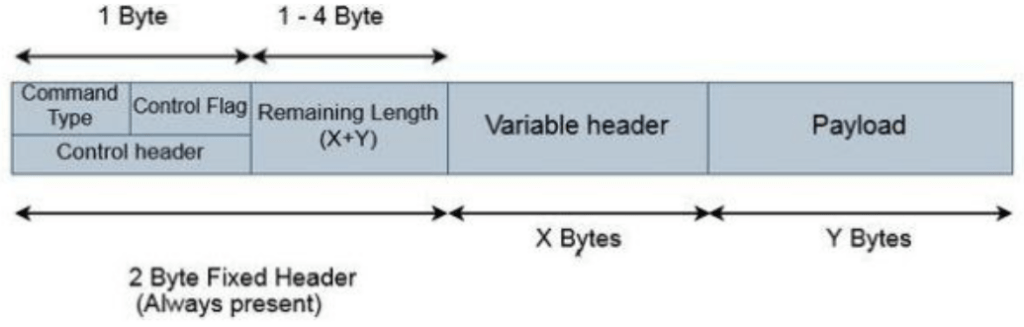 1 Byte
1 - 4 Byte
Command
Type
Control Flag
Control header
Remaining Length
(X+Y)
Variable header
Payload
X Bytes
Y Bytes
2 Byte Fixed Header
(Always present)